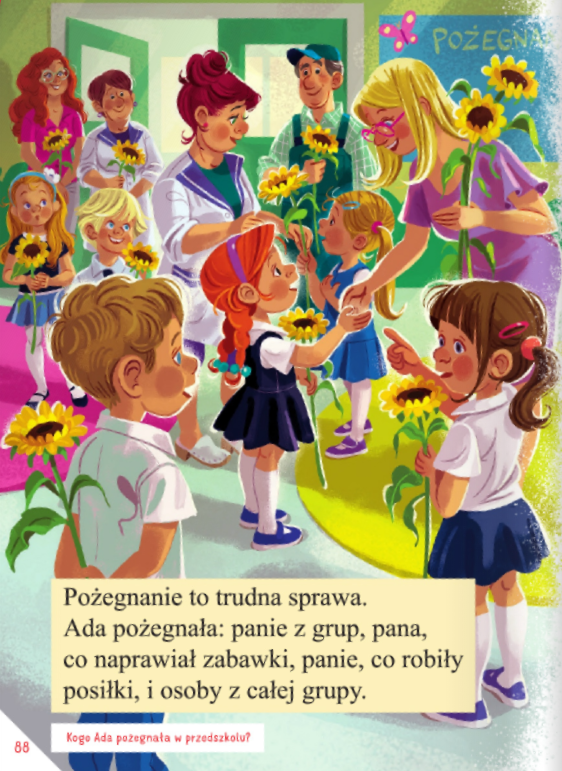 POŻEGNA
Pożegnanie to trudna sprawa.
Ada pożegnała: panie z grup, pana,
co naprawiał zabawki, panie, co robiły
posiłki, i osoby z całej grupy.
Kogo Ada pożegnała w przedszkolu?
88